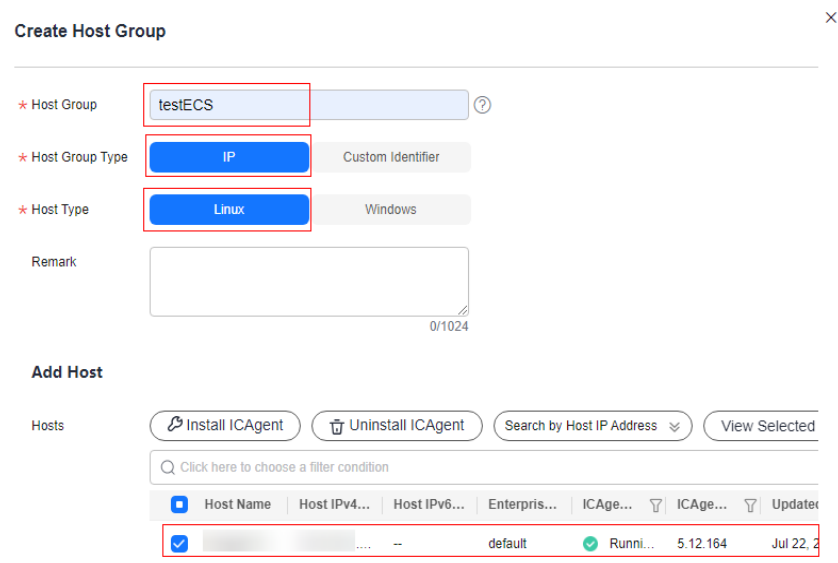 Create Host Group
* Host Group testECS ?
* Host Group Type IP Custom Identifier
* Host Type Linux Windows
Remark
0/1024
Add Host
Hosts Install ICAgent Uninstall ICAgent Search by Host IP Address View Selected
Click here to choose a filter condition
Host Name Host IPv4... Host IPv6... Enterpris... ICAge... ICAge... Updated
.... -- default Runni... 5.12.164 Jul 22, 2